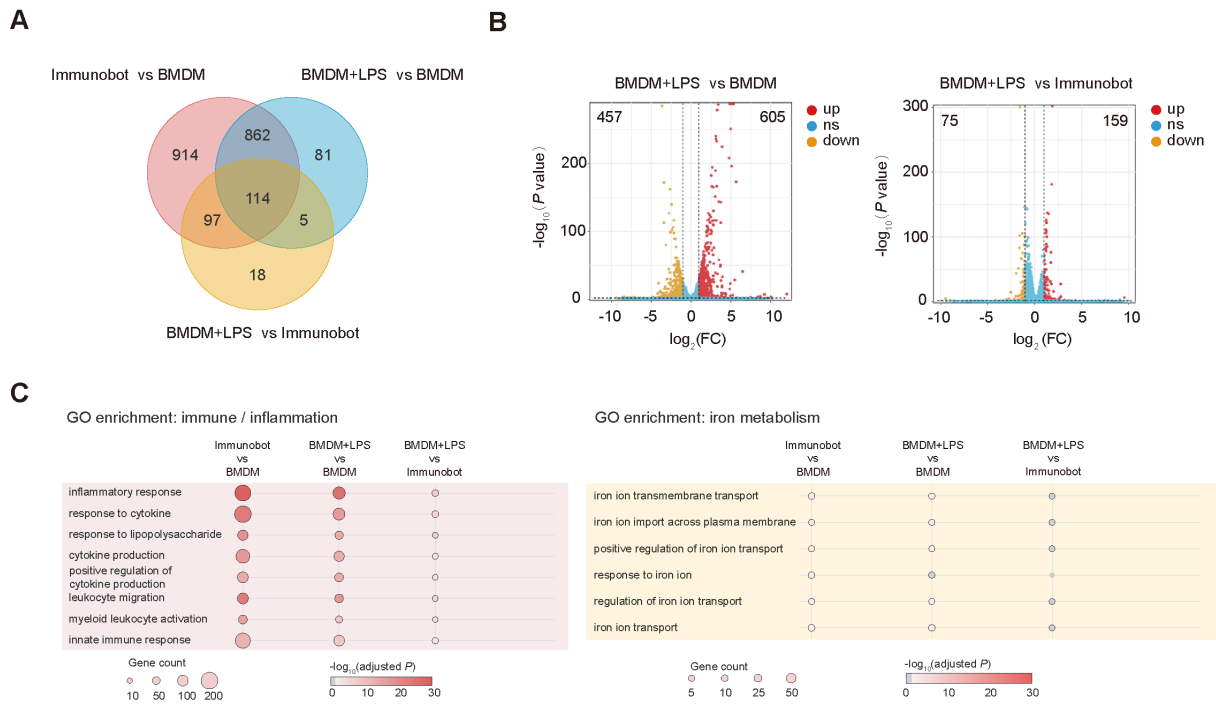 A
Immunobot vs BMDM
BMDM+LPS vs BMDM
914
862
81
114
97
5
18
BMDM+LPS vs Immunobot
B
BMDM+LPS vs BMDM
457
605
up
ns
down
200
100
0
-log10(P value)
-10
-5
0
5
10
log2(FC)
BMDM+LPS vs Immunobot
75
159
up
ns
down
300
200
100
0
-log10(P value)
-10
-5
0
5
10
log2(FC)
C
GO enrichment: immune / inflammation
Immunobot
vs
BMDM
BMDM+LPS
vs
BMDM
BMDM+LPS
vs
Immunobot
inflammatory response
response to cytokine
response to lipopolysaccharide
cytokine production
positive regulation of
cytokine production
leukocyte migration
myeloid leukocyte activation
innate immune response
Gene count
10 50 100 200
-log10(adjusted P)
0 10 20 30
GO enrichment: iron metabolism
Immunobot
vs
BMDM
BMDM+LPS
vs
BMDM
BMDM+LPS
vs
Immunobot
iron ion transmembrane transport
iron ion import across plasma membrane
positive regulation of iron ion transport
response to iron ion
regulation of iron ion transport
iron ion transport
Gene count
5 10 25 50
-log10(adjusted P)
0 10 20 30